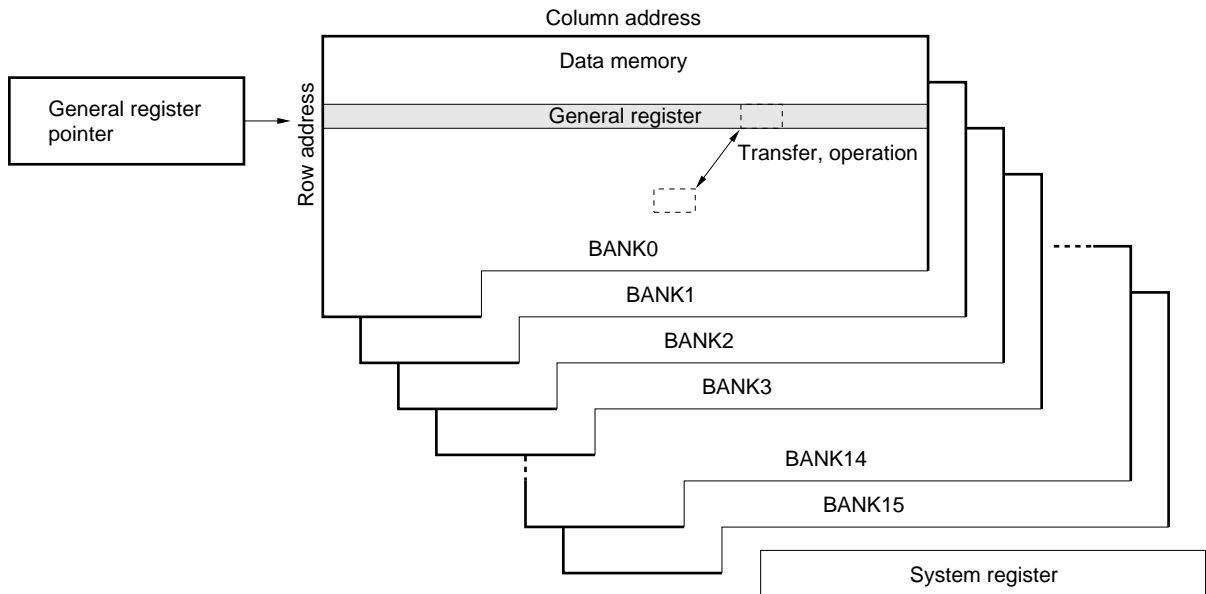 Column address
Data memory
General register
pointer
Row address
General register
Transfer, operation
BANK0
BANK1
BANK2
BANK3
BANK14
BANK15
System register